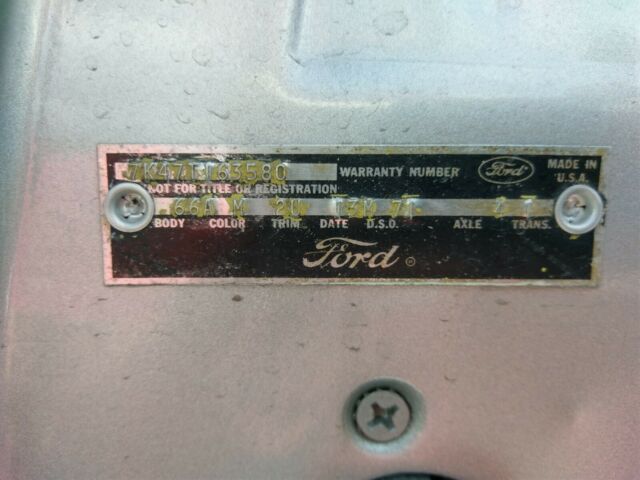 7K47T163580 WARRANTY NUMBER Ford MADE IN U.S.A.
NOT FOR TITLE OR REGISTRATION
66A M 2U 13M 71
BODY COLOR TRIM DATE D.S.O. AXLE TRANS.
Ford